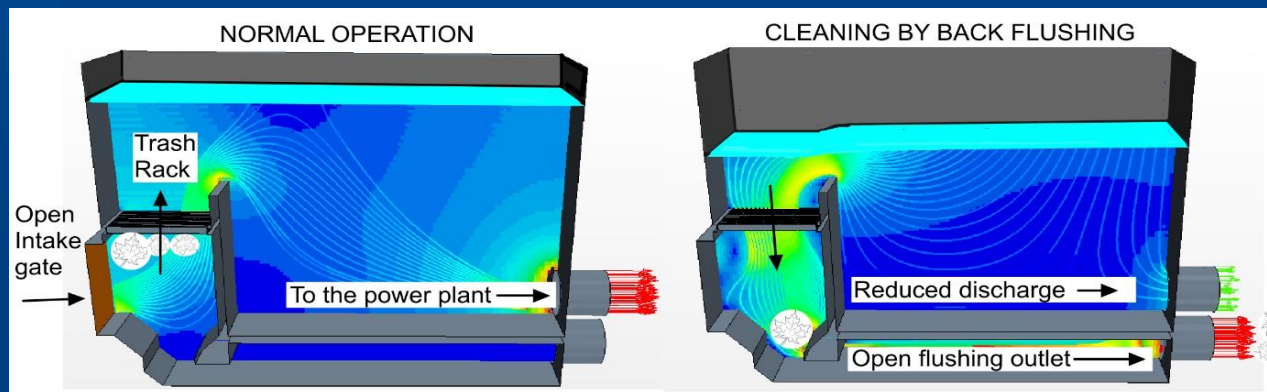 NORMAL OPERATION
Trash
Rack
Open
Intake
gate
To the power plant
CLEANING BY BACK FLUSHING
Reduced discharge
Open flushing outlet